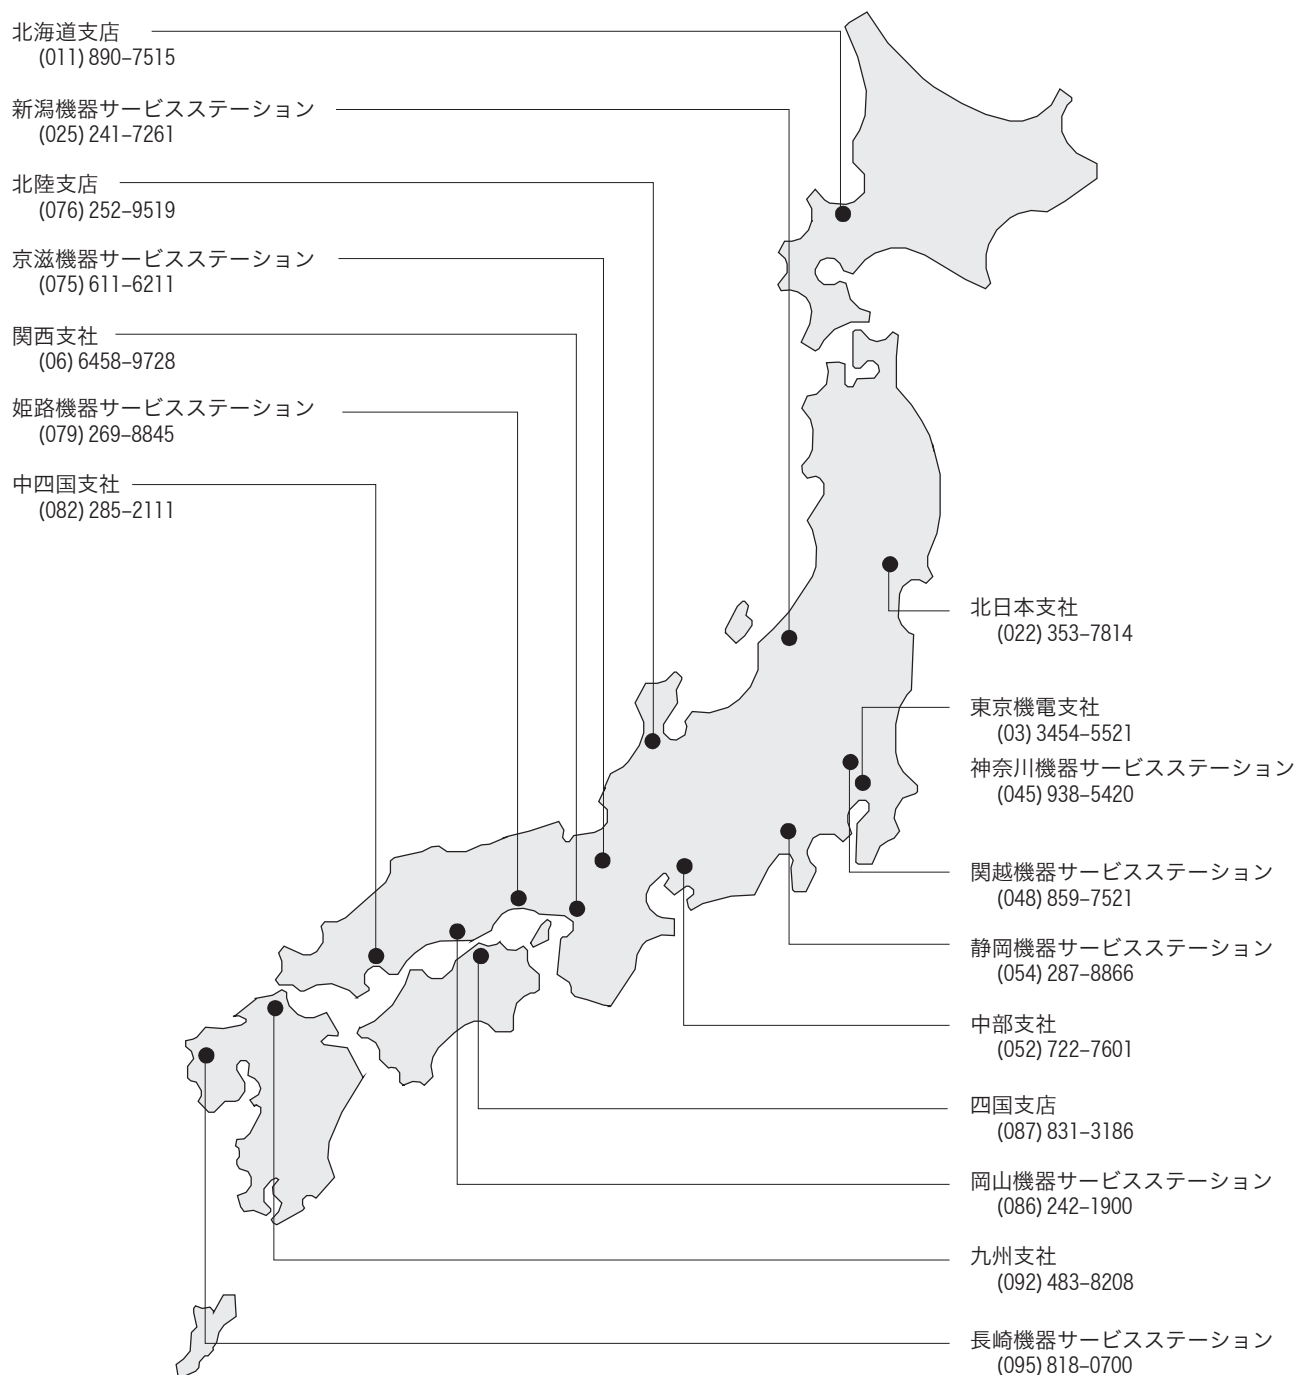 北海道支店
(011) 890–7515
新潟機器サービスステーション
(025) 241–7261
北陸支店
(076) 252–9519
京滋機器サービスステーション
(075) 611–6211
関西支社
(06) 6458–9728
姫路機器サービスステーション
(079) 269–8845
中四国支社
(082) 285–2111
北日本支社
(022) 353–7814
東京機電支社
(03) 3454–5521
神奈川機器サービスステーション
(045) 938–5420
関越機器サービスステーション
(048) 859–7521
静岡機器サービスステーション
(054) 287–8866
中部支社
(052) 722–7601
四国支店
(087) 831–3186
岡山機器サービスステーション
(086) 242–1900
九州支社
(092) 483–8208
長崎機器サービスステーション
(095) 818–0700